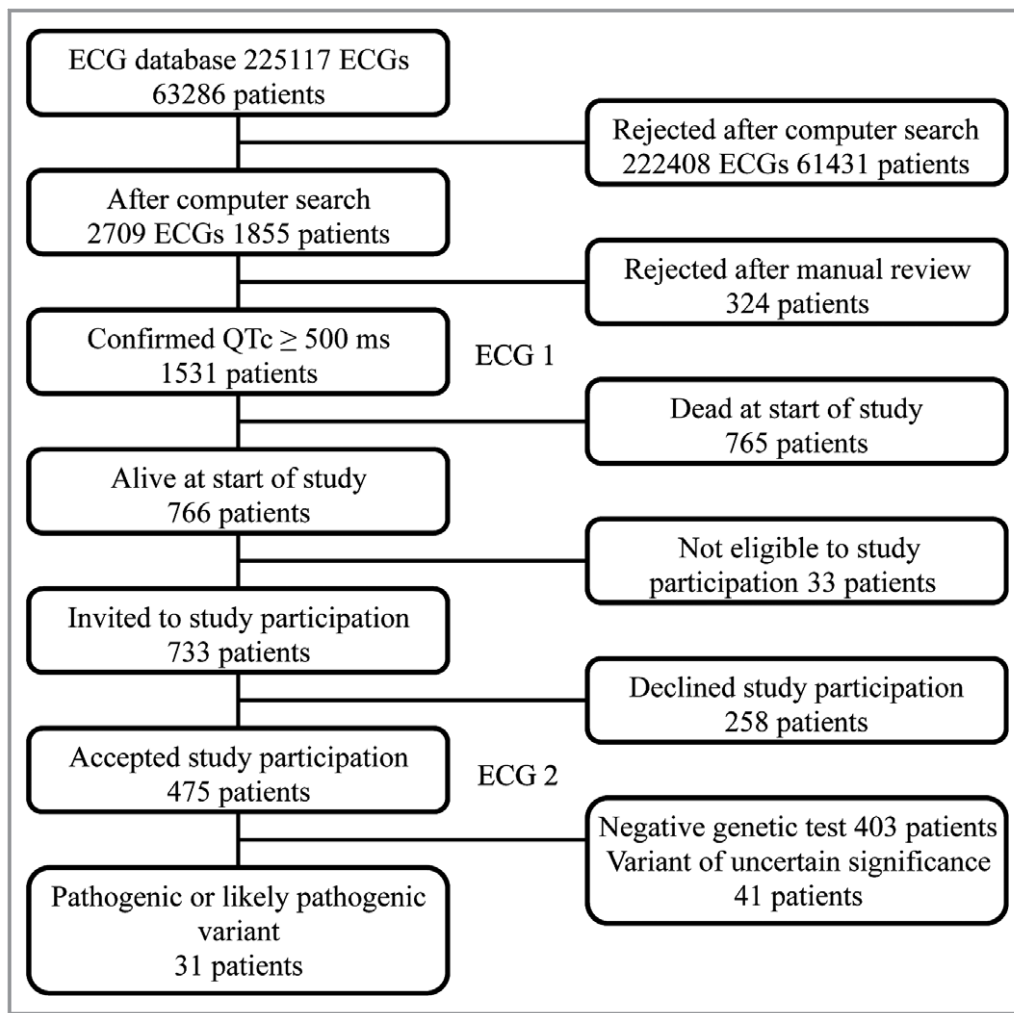 ECG database 225117 ECGs
63286 patients
Rejected after computer search
222408 ECGs 61431 patients
After computer search
2709 ECGs 1855 patients
Rejected after manual review
324 patients
Confirmed QTc ≥ 500 ms
1531 patients
ECG 1
Dead at start of study
765 patients
Alive at start of study
766 patients
Not eligible to study
participation 33 patients
Invited to study participation
733 patients
Declined study participation
258 patients
Accepted study participation
475 patients
ECG 2
Negative genetic test 403 patients
Variant of uncertain significance
41 patients
Pathogenic or likely pathogenic
variant
31 patients